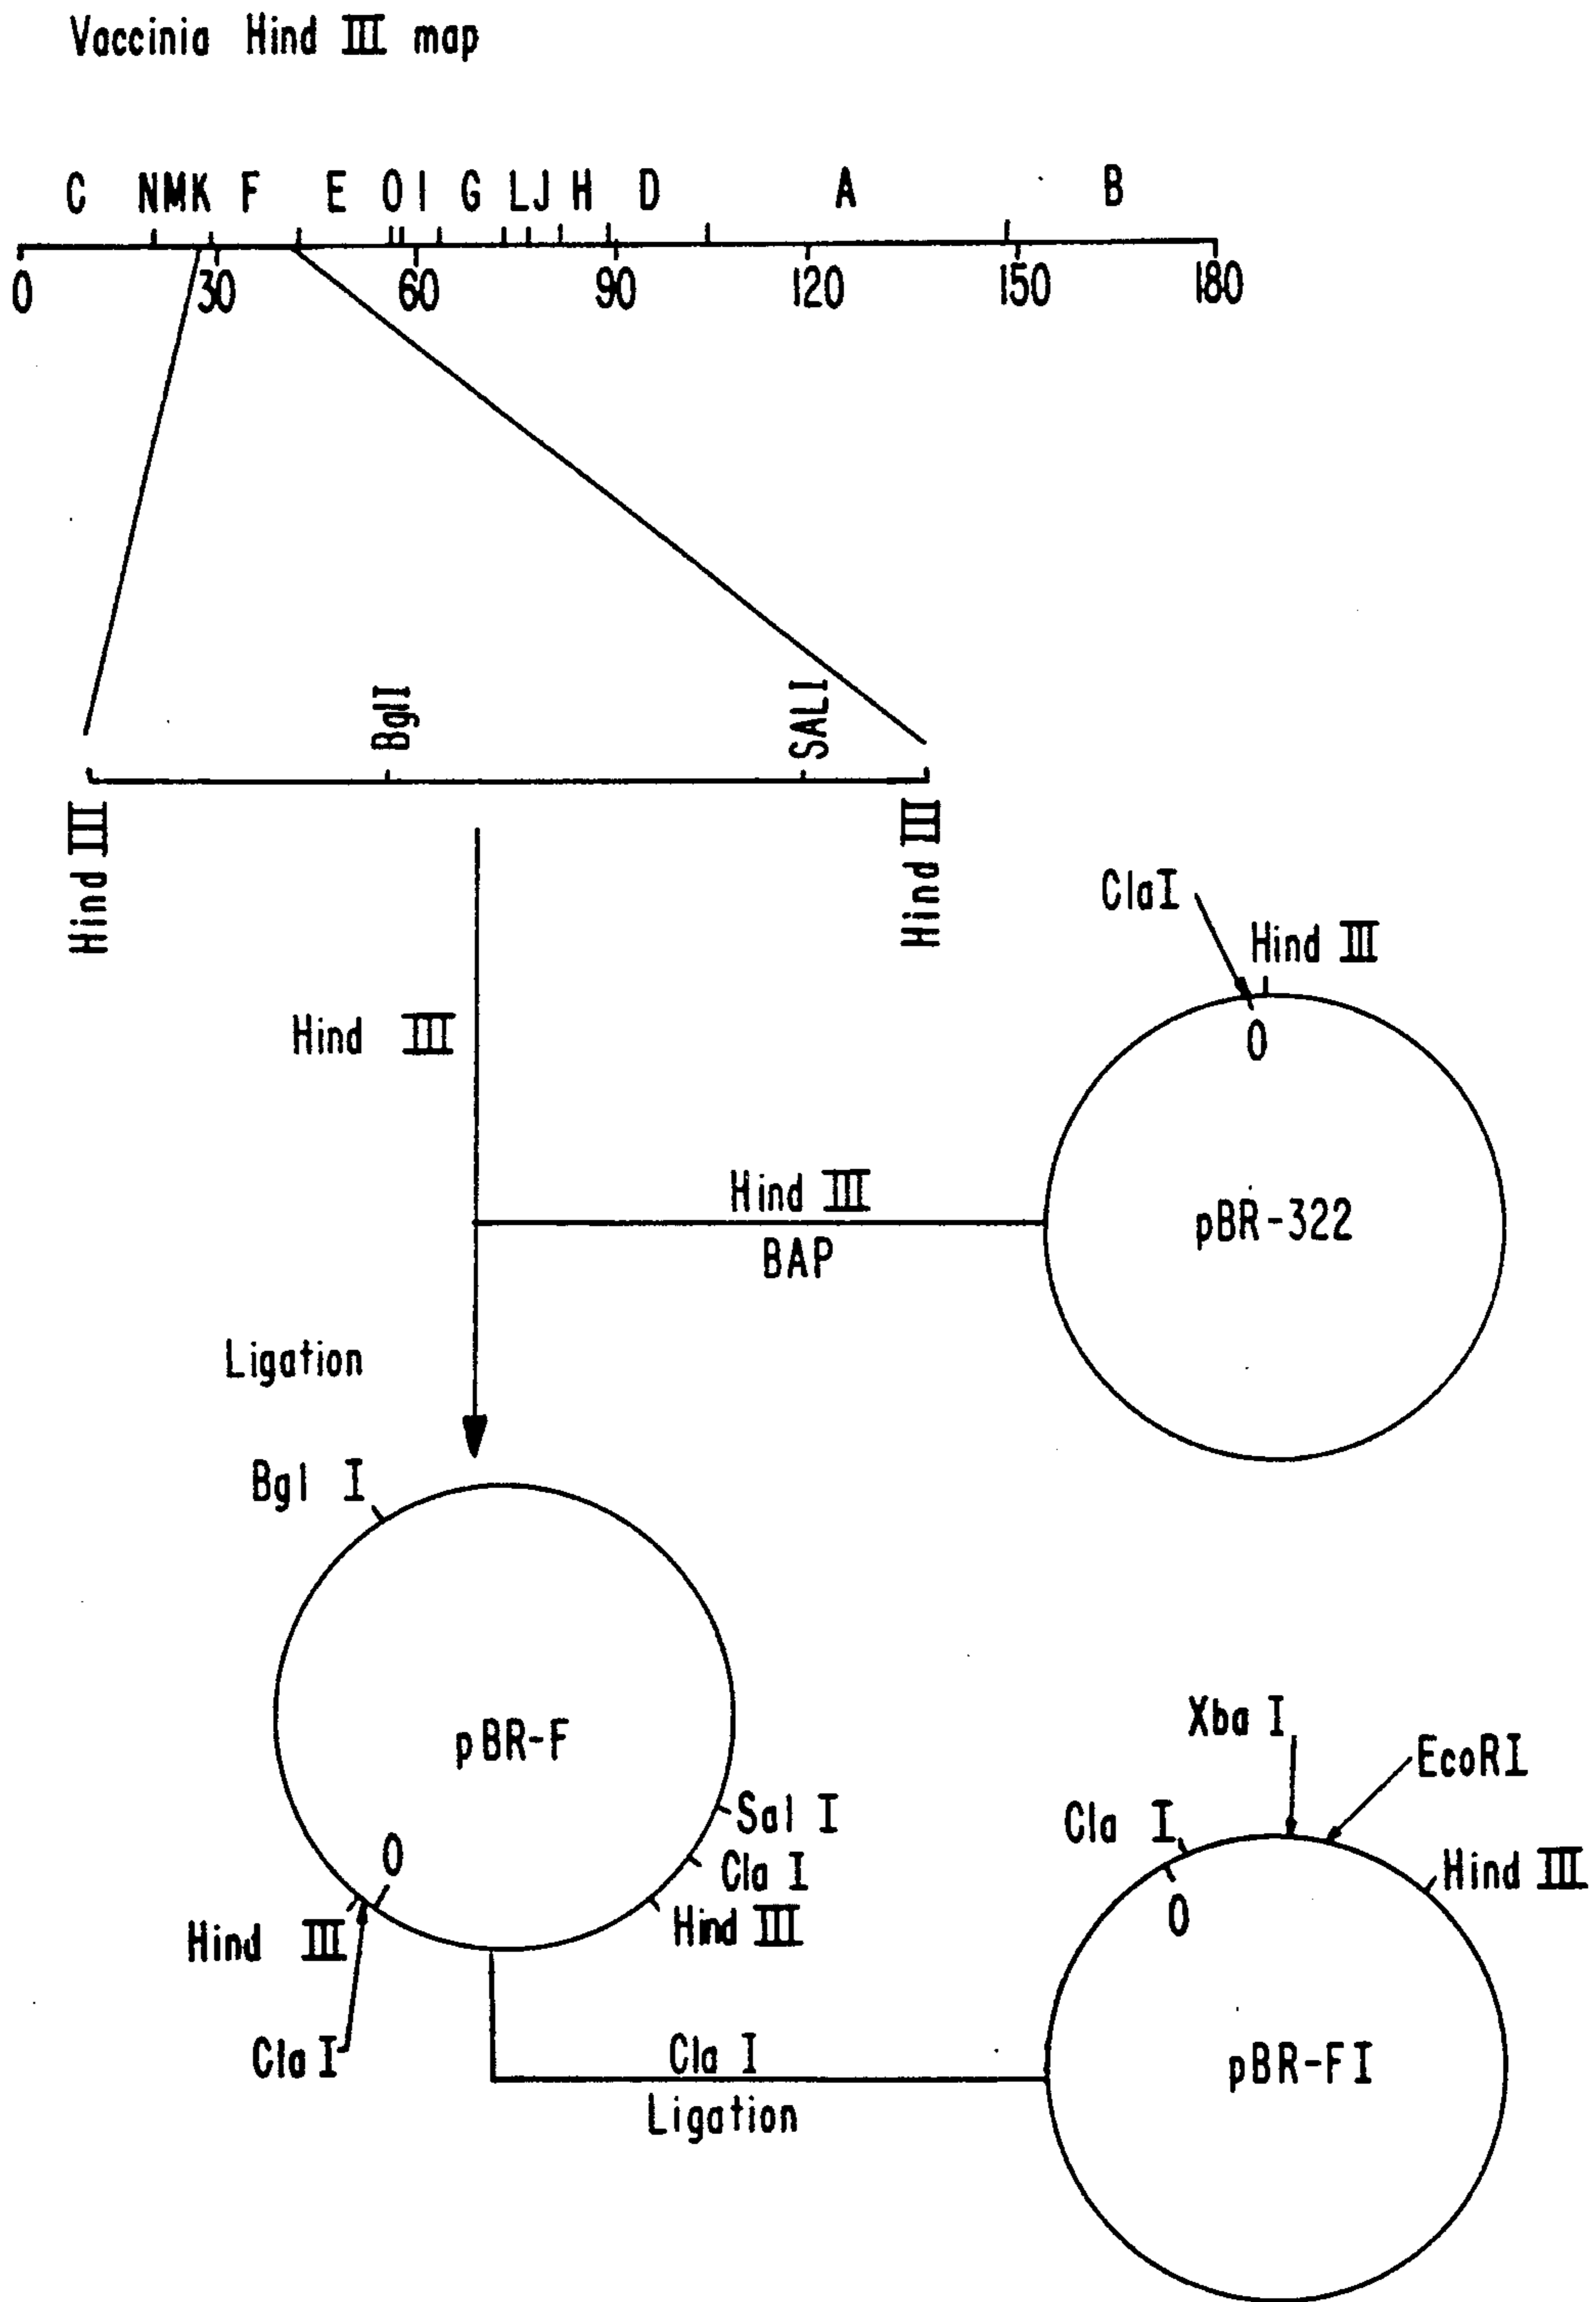 Vaccinia Hind III map
C N M K F E O I G L J H D A B
0 30 60 90 120 150 180
BglI
SALI
Hind III
Hind III
ClaI
Hind III
0
Hind III
Hind III
BAP
pBR-322
Ligation
Bgl I
pBR-F
Xba I
EcoRI
Sal I
Cla I
Cla I
Hind III
0
Hind III
0
Hind III
Cla I
Cla I
Ligation
pBR-FI